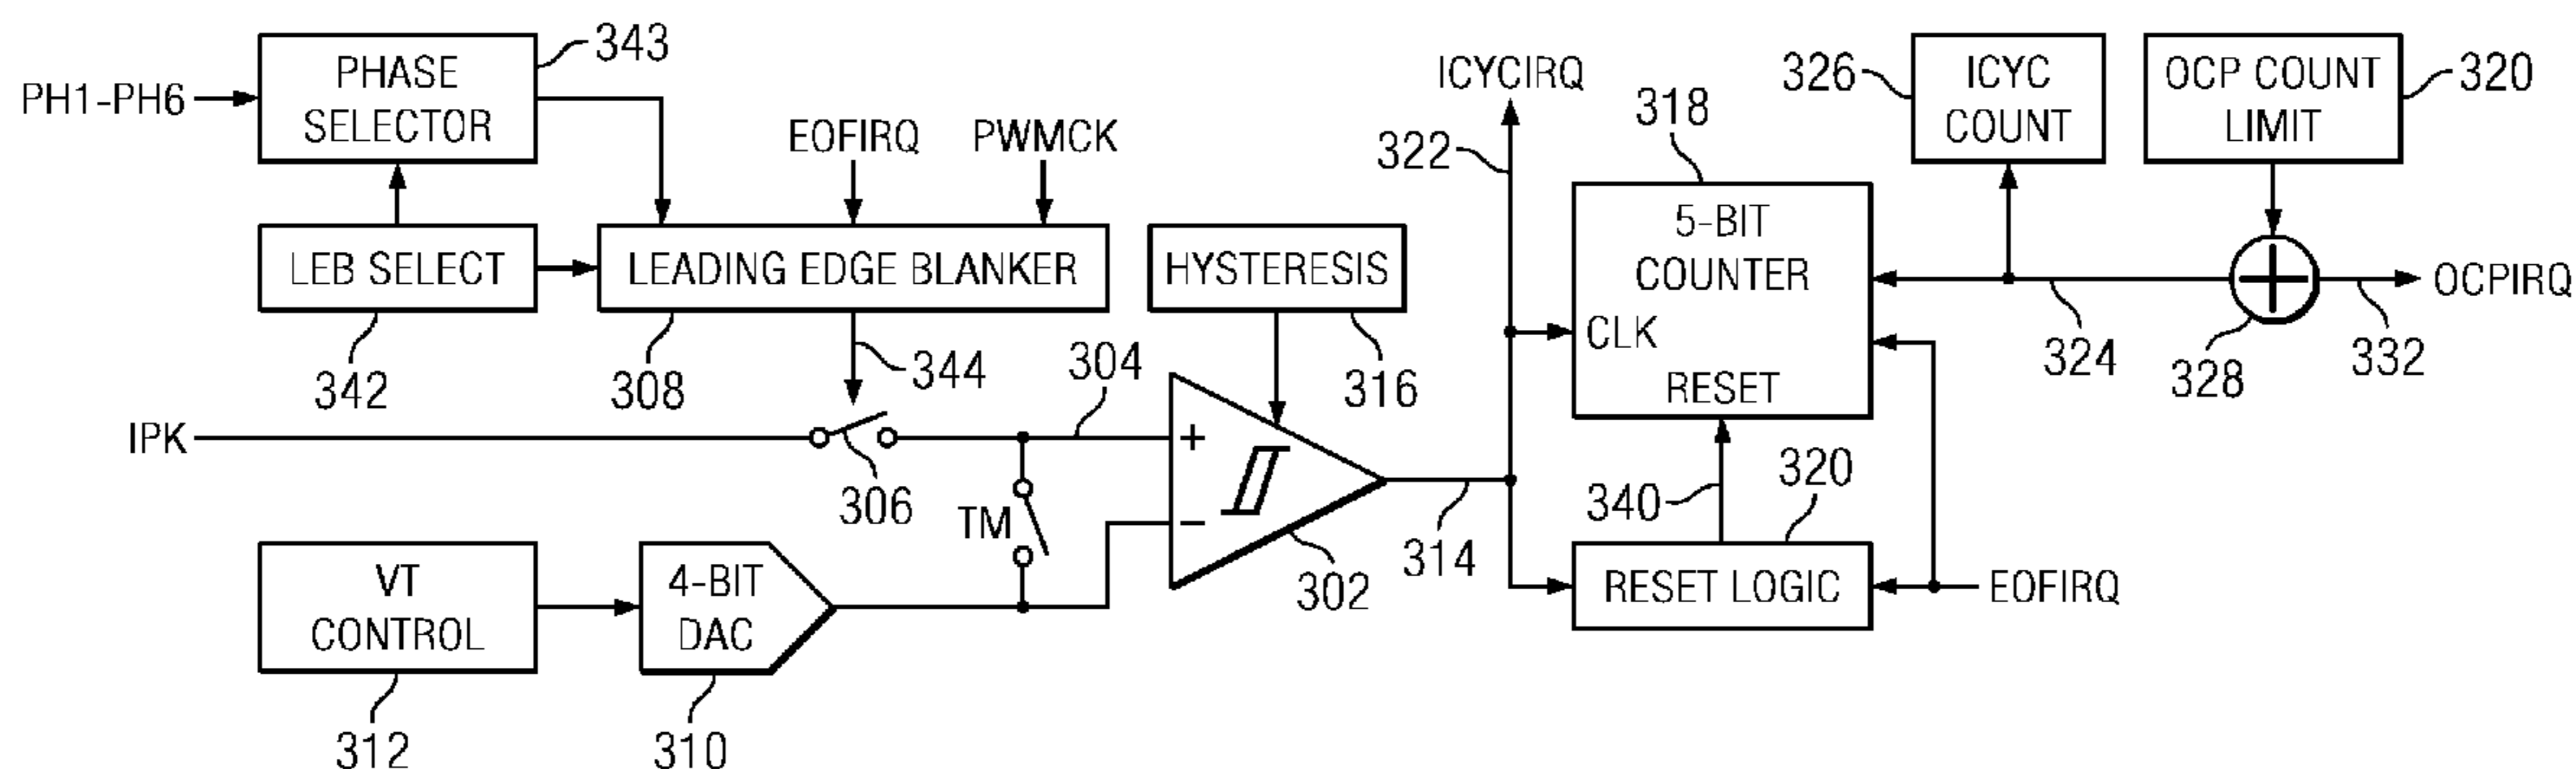 343
PHASE
SELECTOR
PH1-PH6
ICYCIRQ
326
ICYC
COUNT
OCP COUNT
LIMIT
320
EOFIRQ
PWMCK
322
318
LEB SELECT
LEADING EDGE BLANKER
HYSTERESIS
5-BIT
COUNTER
CLK
RESET
OCPIRQ
342
308
344
304
316
324
328
332
IPK
+
306
TM
−
302
314
340
320
VT
CONTROL
4-BIT
DAC
RESET LOGIC
EOFIRQ
312
310